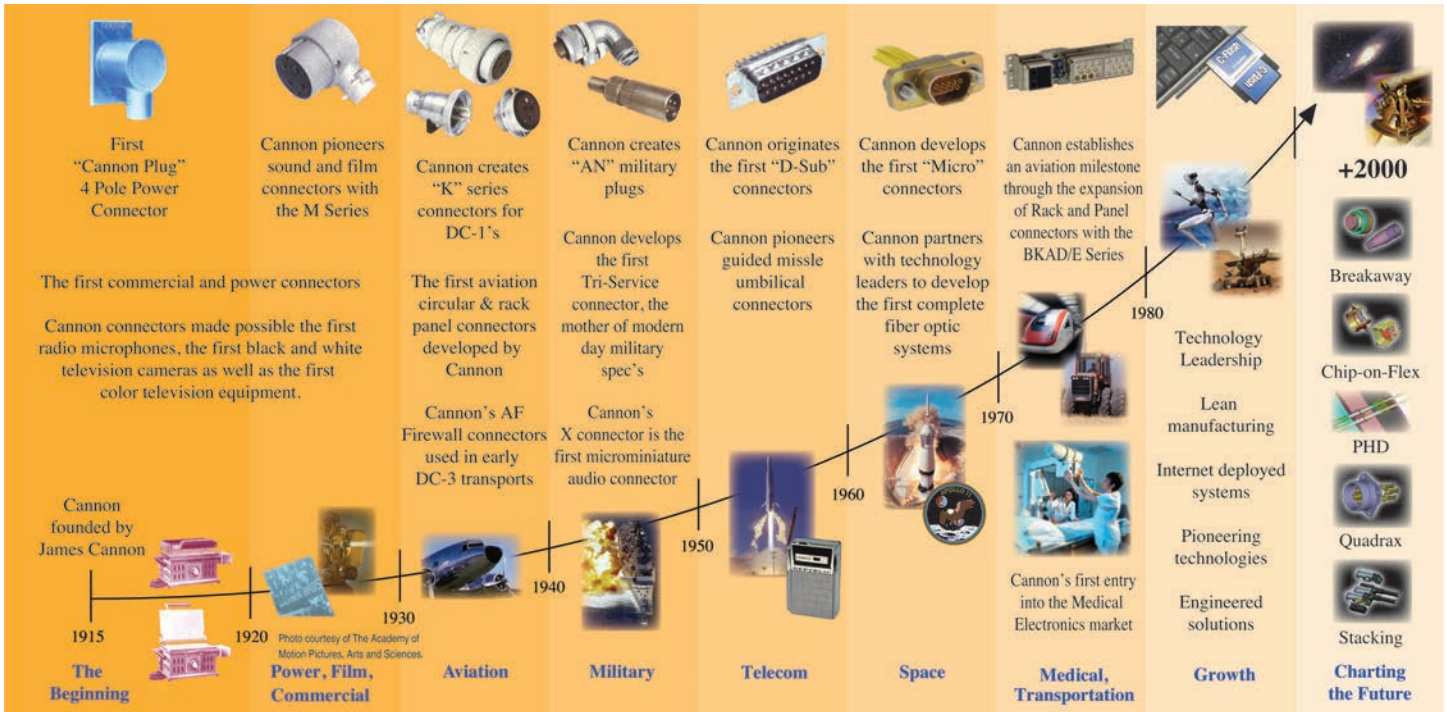 First
"Cannon Plug"
4 Pole Power
Connector
Cannon pioneers
sound and film
connectors with
the M Series
The first commercial and power connectors
Cannon connectors made possible the first
radio microphones, the first black and white
television cameras as well as the first
color television equipment.
Cannon
founded by
James Cannon
1915
The
Beginning
1920
Photo courtesy of The Academy of
Motion Pictures, Arts and Sciences.
Power, Film,
Commercial
Cannon creates
"K" series
connectors for
DC-1's
The first aviation
circular & rack
panel connectors
developed by
Cannon
Cannon's AF
Firewall connectors
used in early
DC-3 transports
1930
Aviation
Cannon creates
"AN" military
plugs
Cannon develops
the first
Tri-Service
connector, the
mother of modern
day military
spec's
Cannon's
X connector is the
first microminiature
audio connector
1940
Military
Cannon originates
the first "D-Sub"
connectors
Cannon pioneers
guided missle
umbilical
connectors
1950
Telecom
Cannon develops
the first "Micro"
connectors
Cannon partners
with technology
leaders to develop
the first complete
fiber optic
systems
1960
APOLLO 11
Space
Cannon establishes
an aviation milestone
through the expansion
of Rack and Panel
connectors with the
BKAD/E Series
1970
Cannon's first entry
into the Medical
Electronics market
Medical,
Transportation
C-Flash
USB/J-C
1980
Technology
Leadership
Lean
manufacturing
Internet deployed
systems
Pioneering
technologies
Engineered
solutions
Growth
+2000
Breakaway
Chip-on-Flex
PHD
Quadrax
Stacking
Charting
the Future